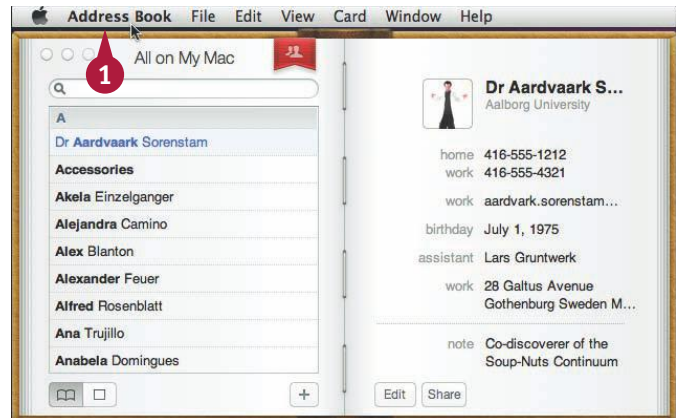 Address Book File Edit View Card Window Help
1
All on My Mac
A
Dr Aardvaark Sorenstam
Accessories
Akela Einzelganger
Alejandra Camino
Alex Blanton
Alexander Feuer
Alfred Rosenblatt
Ana Trujillo
Anabela Domingues
Dr Aardvaark S...
Aalborg University
home 416-555-1212
work 416-555-4321
work aardvark.sorenstam...
birthday July 1, 1975
assistant Lars Gruntwerk
work 28 Galtus Avenue
Gothenburg Sweden M...
note Co-discoverer of the
Soup-Nuts Continuum
Edit Share